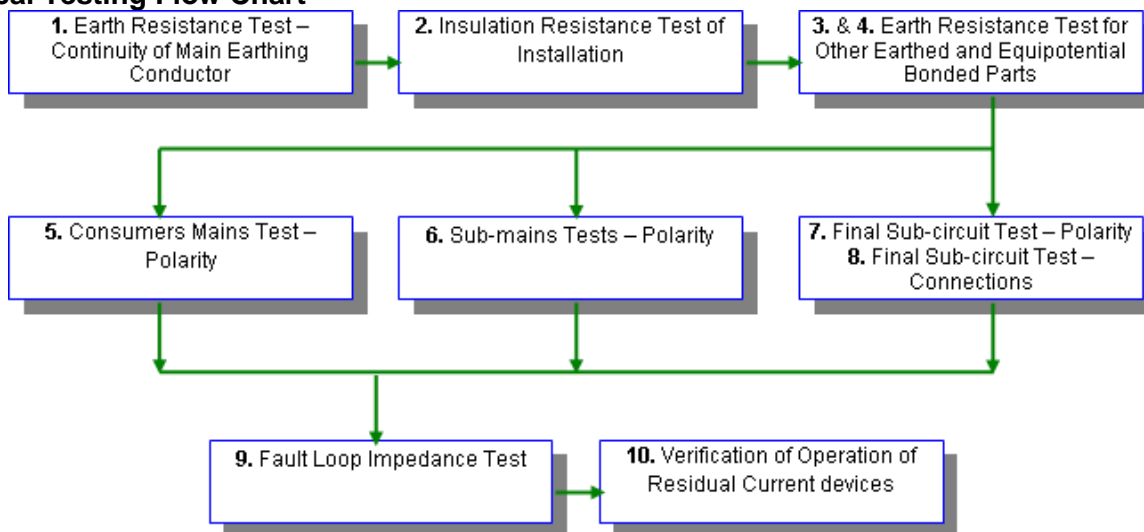 Testing Flow Chart
1. Earth Resistance Test –
Continuity of Main Earthing
Conductor
2. Insulation Resistance Test of
Installation
3. & 4. Earth Resistance Test for
Other Earthed and Equipotential
Bonded Parts
5. Consumers Mains Test –
Polarity
6. Sub-mains Tests – Polarity
7. Final Sub-circuit Test – Polarity
8. Final Sub-circuit Test –
Connections
9. Fault Loop Impedance Test
10. Verification of Operation of
Residual Current devices